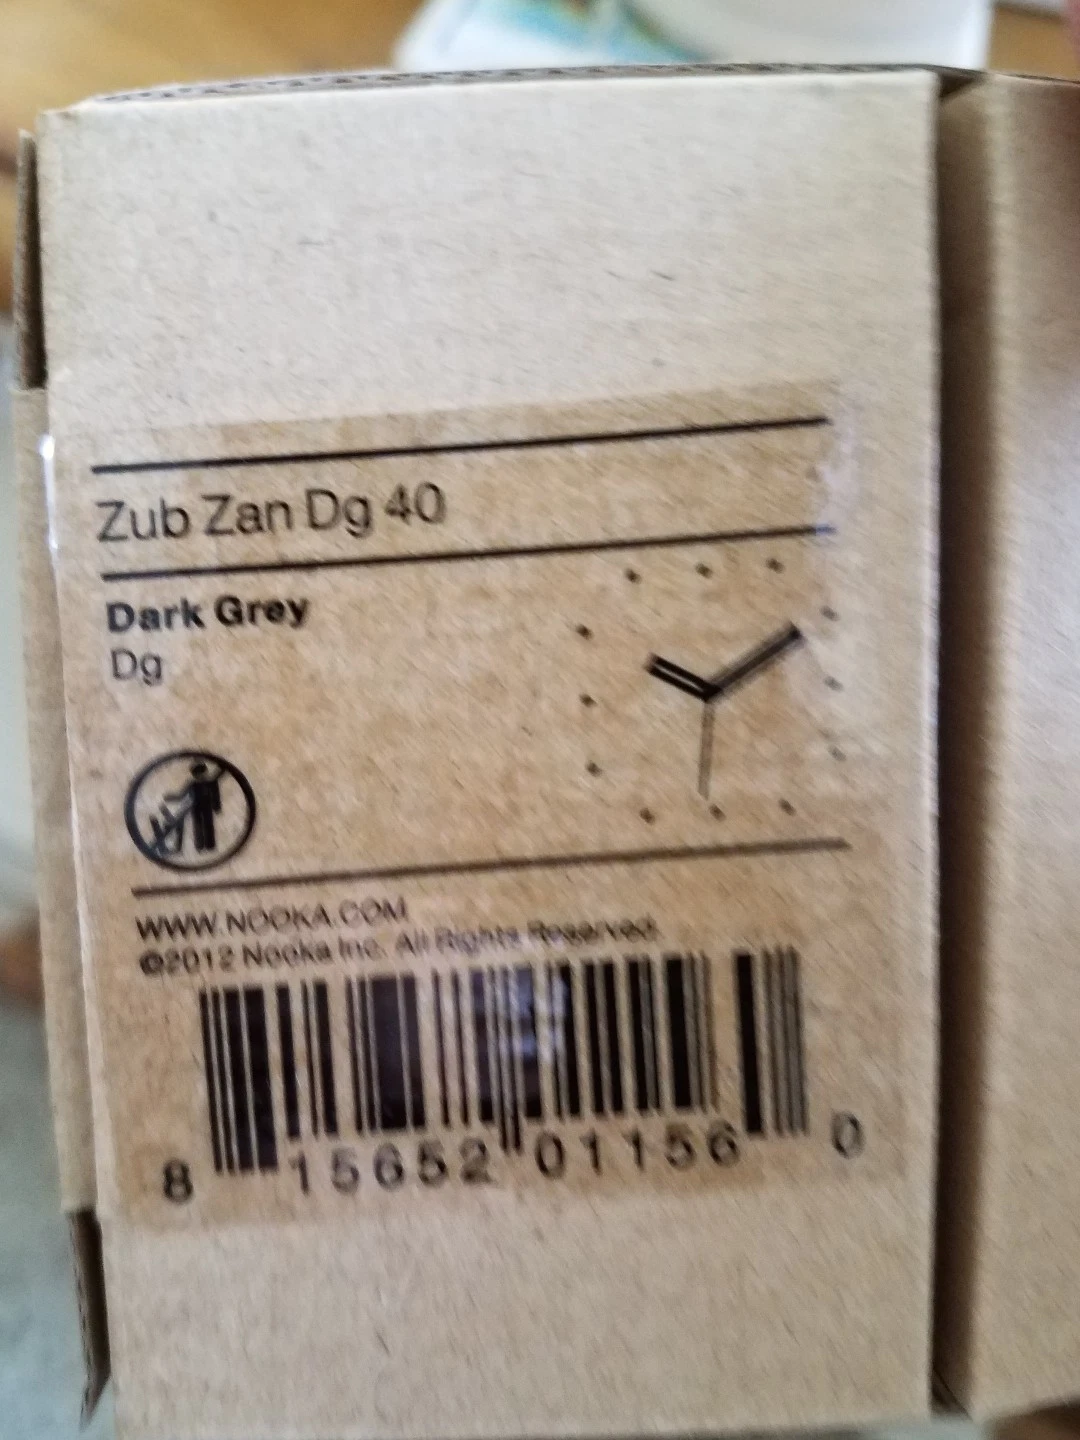 Zub Zan Dg 40
Dark Grey
Dg
WWW.NOOKA.COM
©2012 Nooka Inc. All Rights Reserved.
8 15652 01156 0